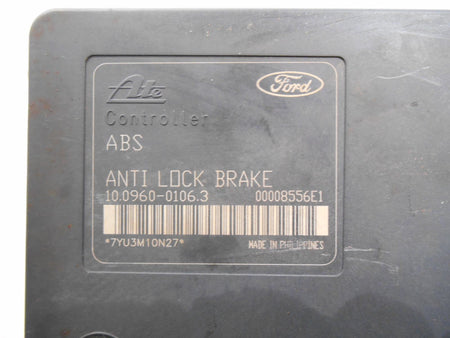 Ate
Ford
Controller
ABS
ANTI LOCK BRAKE
10.0960-0106.3 00008556E1
*7YU3M10N27* MADE IN PHILIPPINES